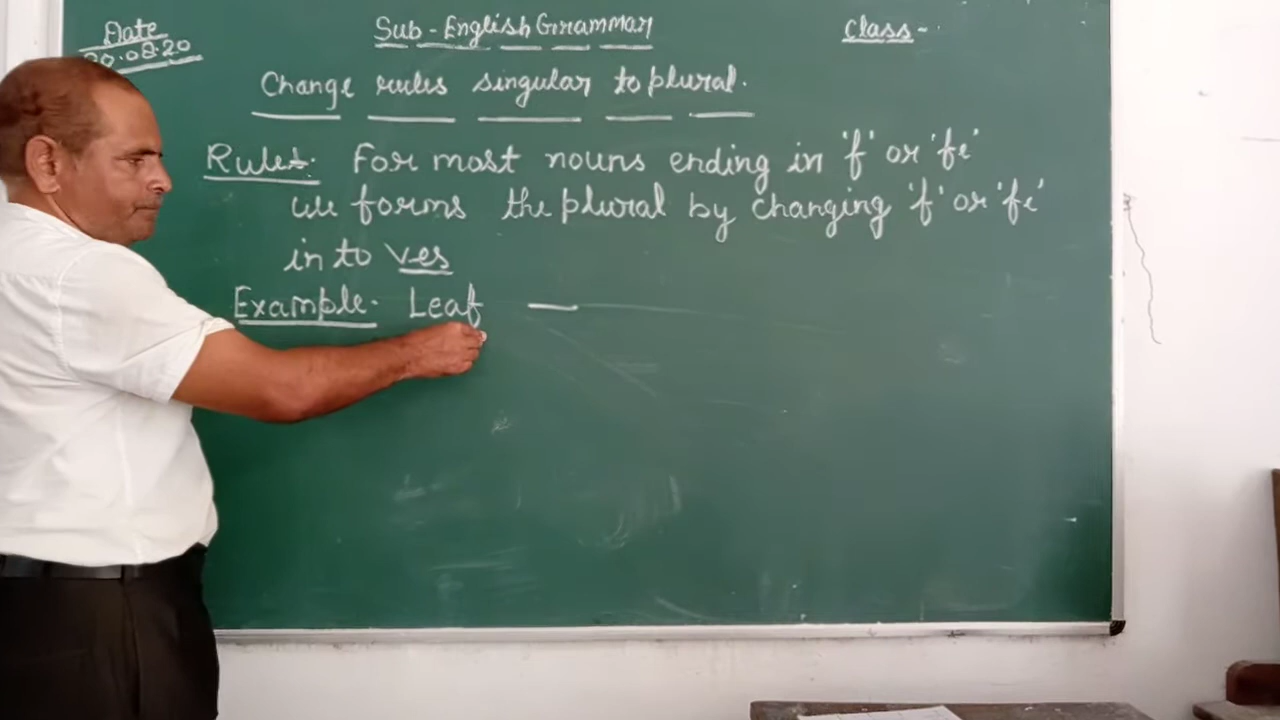 Date
20.08.20
Sub - English Grammar
Class -
Change rules singular to plural.
Rules: For most nouns ending in 'f' or 'fe'
we forms the plural by changing 'f' or 'fe'
in to ves
Example. Leaf —